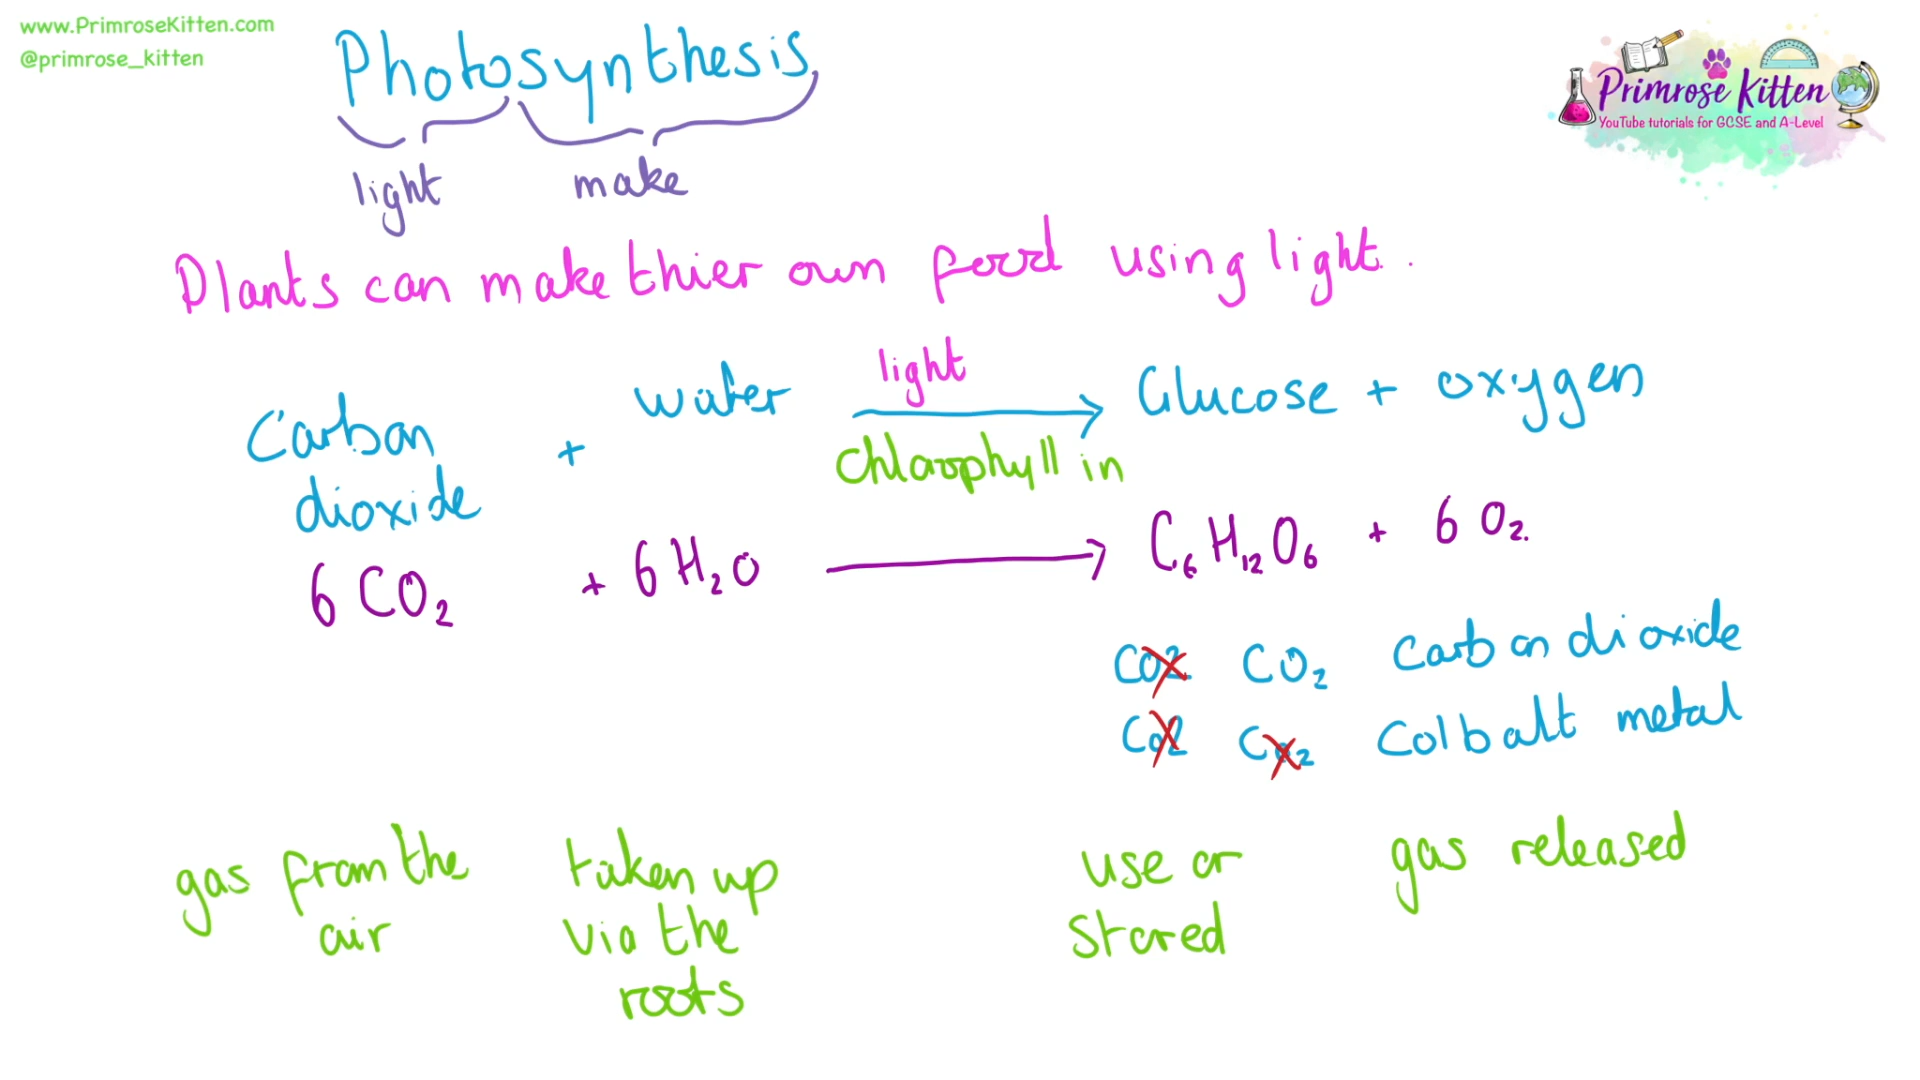 www.PrimroseKitten.com
@primrose_kitten
Photosynthesis
light make
Primrose Kitten
YouTube tutorials for GCSE and A-Level
Plants can make thier own food using light.
Carbon dioxide + water light → Glucose + oxygen
chlorophyll in
6 CO₂ + 6 H₂O → C₆H₁₂O₆ + 6 O₂.
CO2 CO₂ Carbon dioxide
Co2 Co₂ Colbalt metal
gas from the air
taken up via the roots
use or stored
gas released